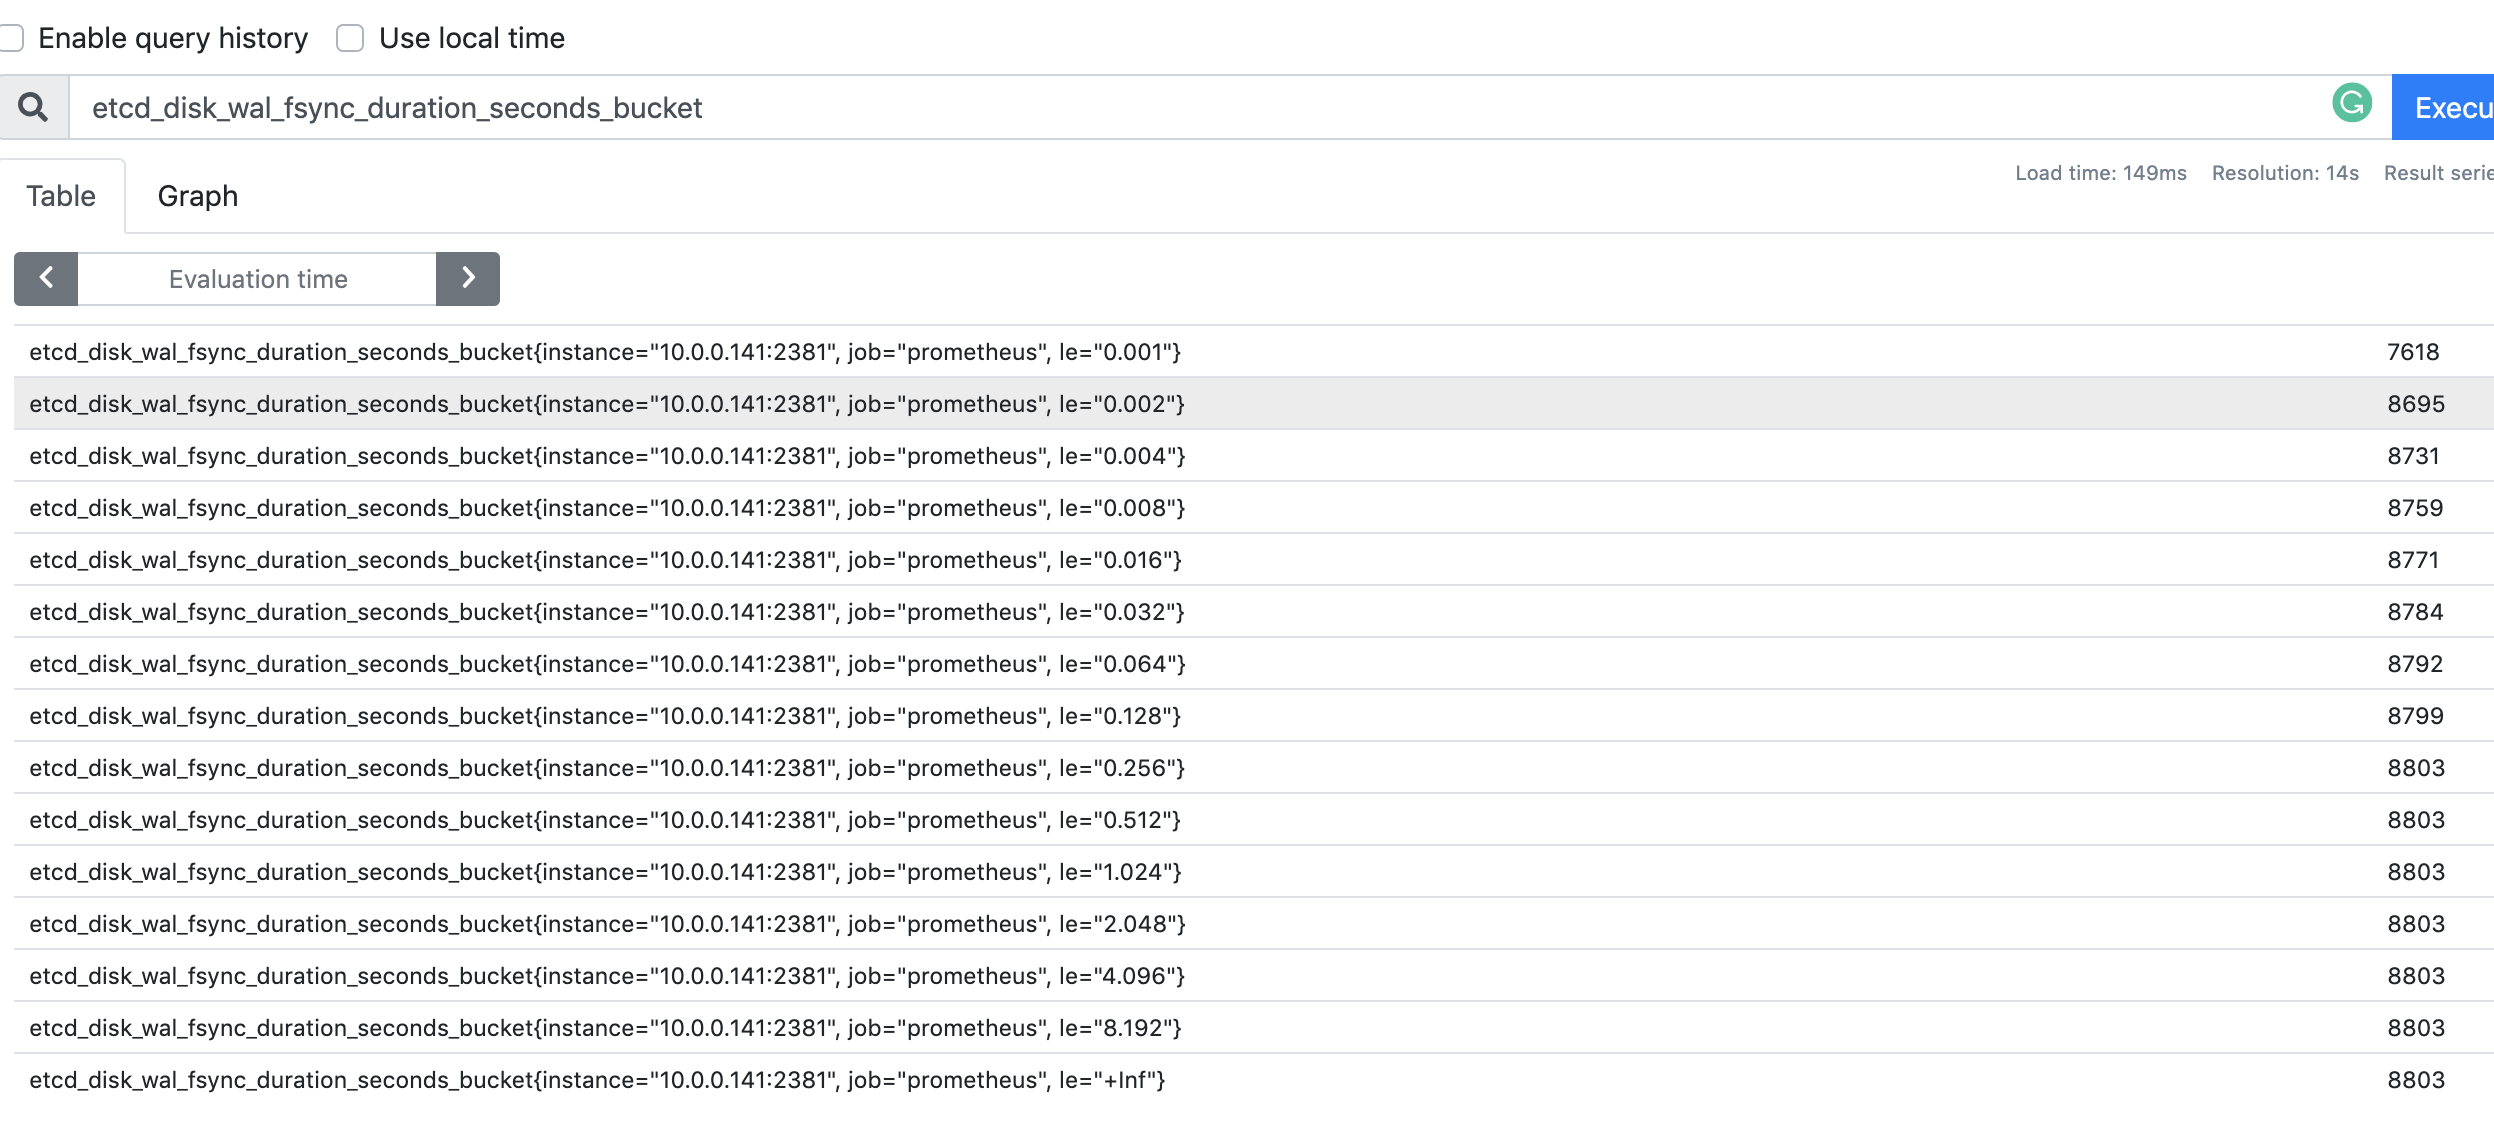 Enable query history Use local time
etcd_disk_wal_fsync_duration_seconds_bucket Execu
Load time: 149ms Resolution: 14s Result serie
Table Graph
Evaluation time
etcd_disk_wal_fsync_duration_seconds_bucket{instance="10.0.0.141:2381", job="prometheus", le="0.001"} 7618
etcd_disk_wal_fsync_duration_seconds_bucket{instance="10.0.0.141:2381", job="prometheus", le="0.002"} 8695
etcd_disk_wal_fsync_duration_seconds_bucket{instance="10.0.0.141:2381", job="prometheus", le="0.004"} 8731
etcd_disk_wal_fsync_duration_seconds_bucket{instance="10.0.0.141:2381", job="prometheus", le="0.008"} 8759
etcd_disk_wal_fsync_duration_seconds_bucket{instance="10.0.0.141:2381", job="prometheus", le="0.016"} 8771
etcd_disk_wal_fsync_duration_seconds_bucket{instance="10.0.0.141:2381", job="prometheus", le="0.032"} 8784
etcd_disk_wal_fsync_duration_seconds_bucket{instance="10.0.0.141:2381", job="prometheus", le="0.064"} 8792
etcd_disk_wal_fsync_duration_seconds_bucket{instance="10.0.0.141:2381", job="prometheus", le="0.128"} 8799
etcd_disk_wal_fsync_duration_seconds_bucket{instance="10.0.0.141:2381", job="prometheus", le="0.256"} 8803
etcd_disk_wal_fsync_duration_seconds_bucket{instance="10.0.0.141:2381", job="prometheus", le="0.512"} 8803
etcd_disk_wal_fsync_duration_seconds_bucket{instance="10.0.0.141:2381", job="prometheus", le="1.024"} 8803
etcd_disk_wal_fsync_duration_seconds_bucket{instance="10.0.0.141:2381", job="prometheus", le="2.048"} 8803
etcd_disk_wal_fsync_duration_seconds_bucket{instance="10.0.0.141:2381", job="prometheus", le="4.096"} 8803
etcd_disk_wal_fsync_duration_seconds_bucket{instance="10.0.0.141:2381", job="prometheus", le="8.192"} 8803
etcd_disk_wal_fsync_duration_seconds_bucket{instance="10.0.0.141:2381", job="prometheus", le="+Inf"} 8803